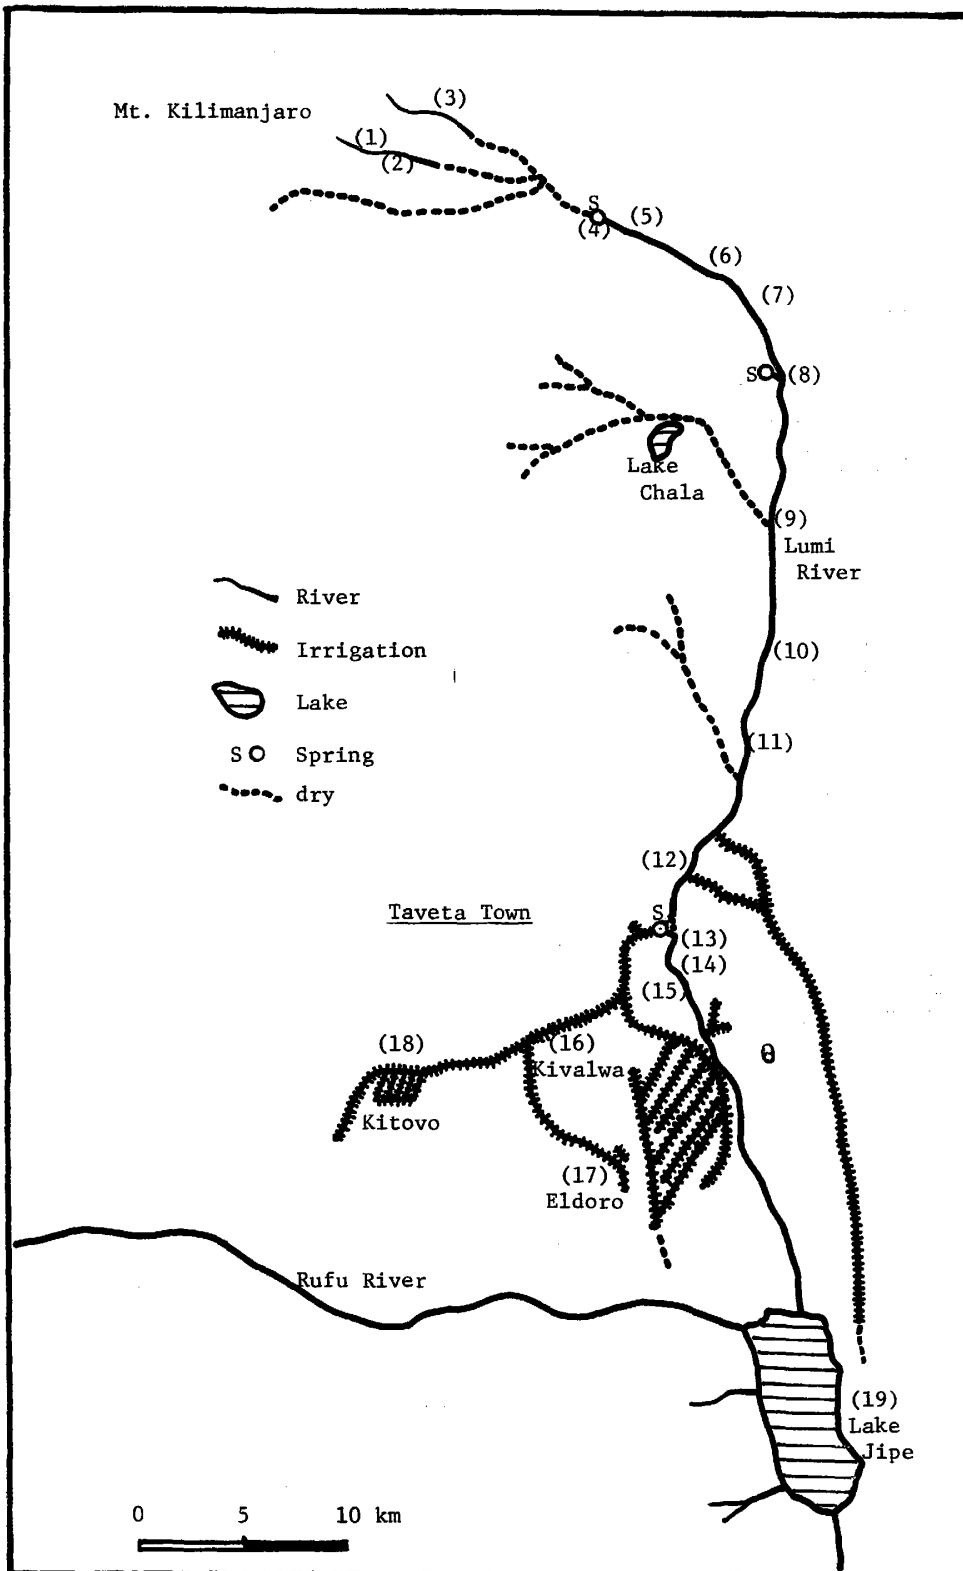 (3)
Mt. Kilimanjaro
(1)
(2)
S
(4)
(5)
(6)
(7)
S
(8)
Lake
Chala
(9)
Lumi
River
River
Irrigation
(10)
Lake
(11)
S
Spring
dry
(12)
Taveta Town
S
(13)
(14)
(15)
(18)
(16)
Kivalwa
Kitovo
(17)
Eldoro
Rufu River
(19)
Lake
Jipe
0 5 10 km